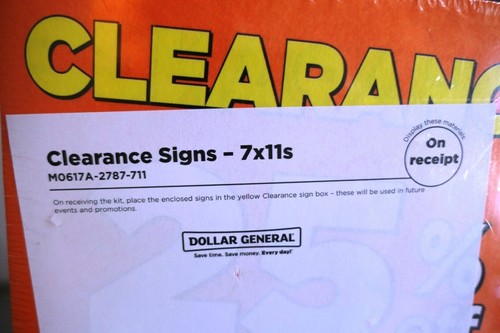 CLEARANC
Clearance Signs – 7x11s
M0617A-2787-711
Display these materials
On
receipt
On receiving the kit, place the enclosed signs in the yellow Clearance sign box – these will be used in future
events and promotions.
DOLLAR GENERAL
Save time. Save money. Every day!
5%